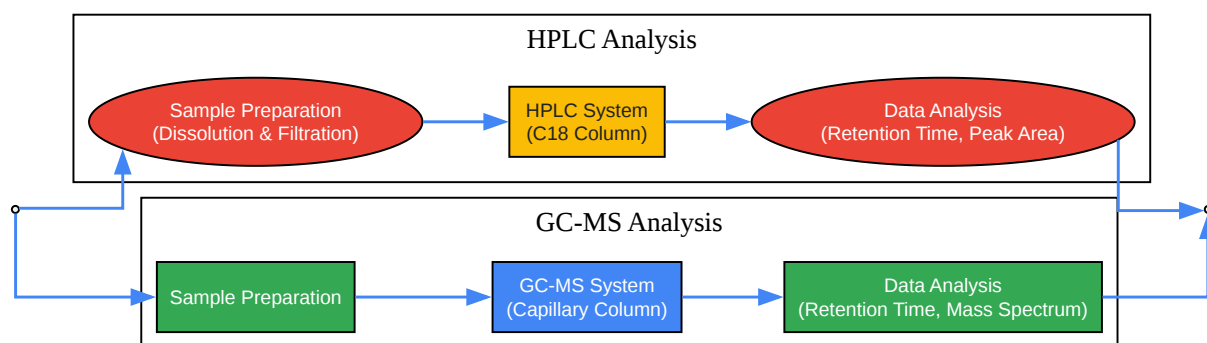 HPLC Analysis
Sample Preparation
(Dissolution & Filtration)
HPLC System
(C18 Column)
Data Analysis
(Retention Time, Peak Area)
GC-MS Analysis
Sample Preparation
GC-MS System
(Capillary Column)
Data Analysis
(Retention Time, Mass Spectrum)